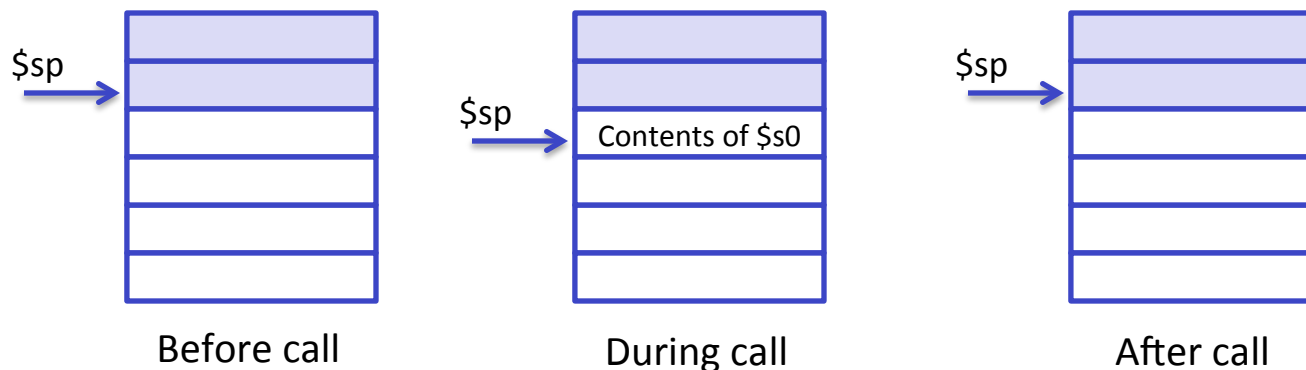 $sp
$sp
$sp
Contents of $s0
Before call
During call
After call